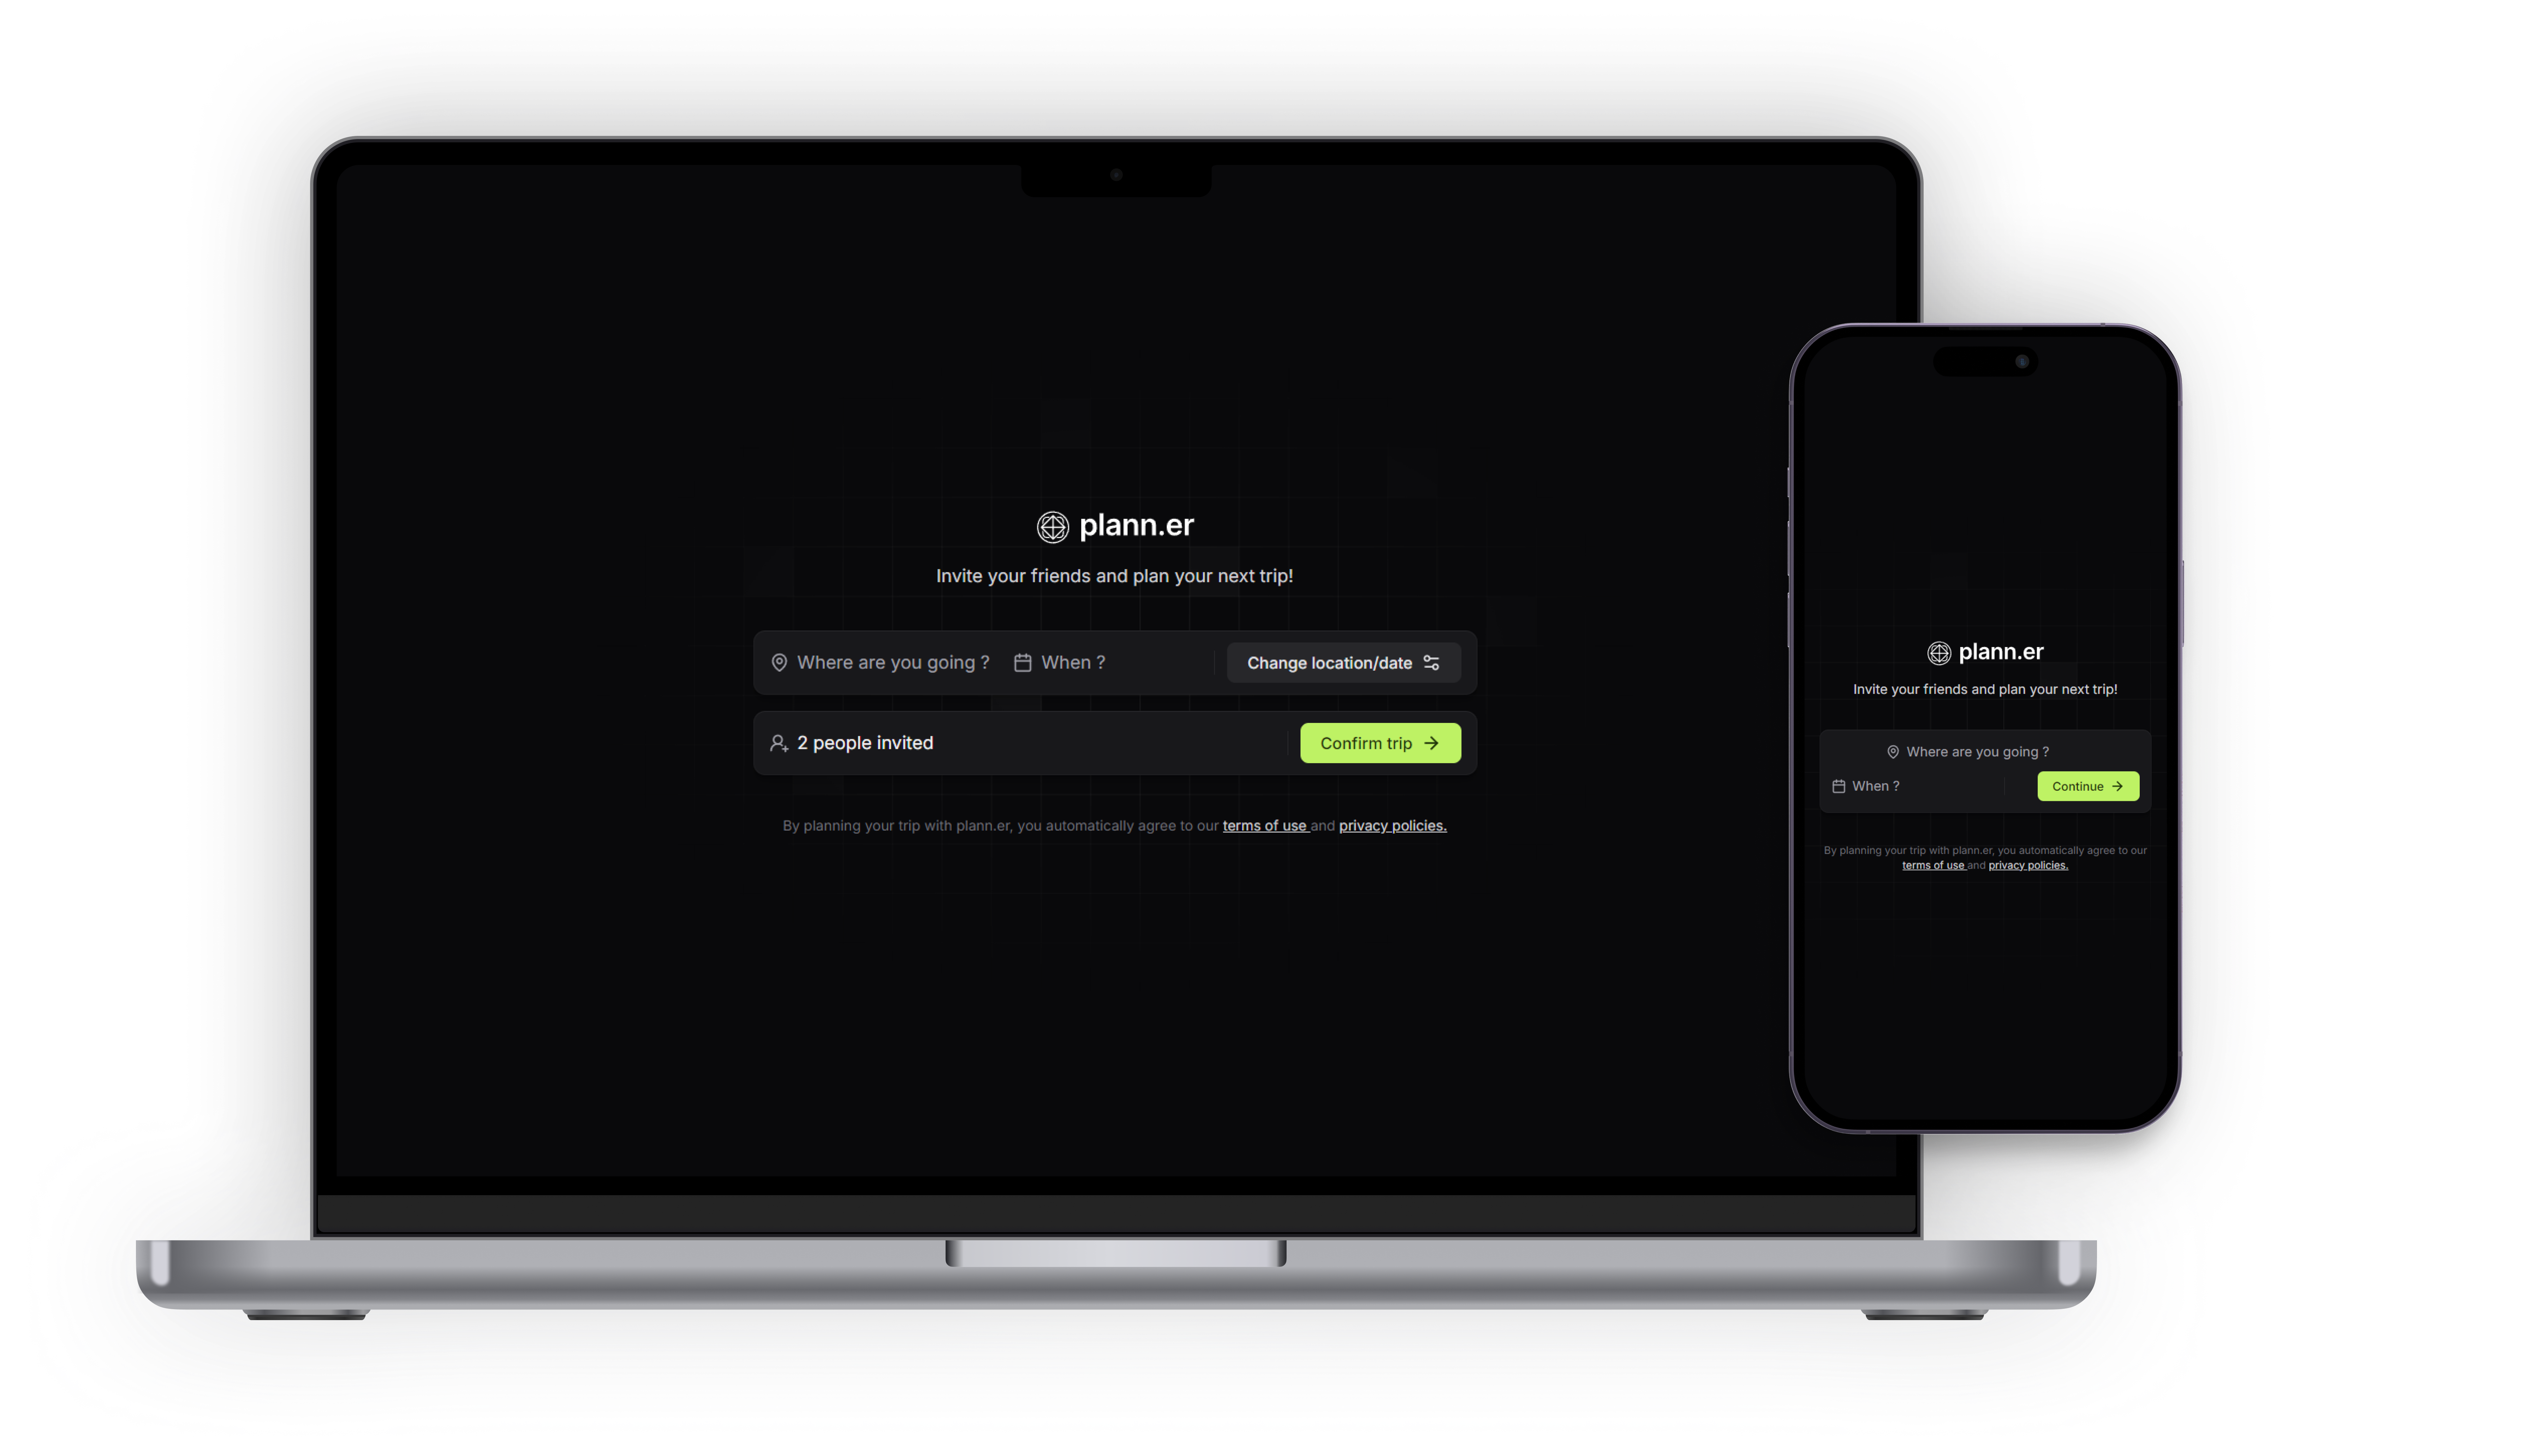 plann.er
Invite your friends and plan your next trip!
Where are you going ? When ? Change location/date
2 people invited Confirm trip
By planning your trip with plann.er, you automatically agree to our terms of use and privacy policies.
plann.er
Invite your friends and plan your next trip!
Where are you going ?
When ? Continue
By planning your trip with plann.er, you automatically agree to our
terms of use and privacy policies.